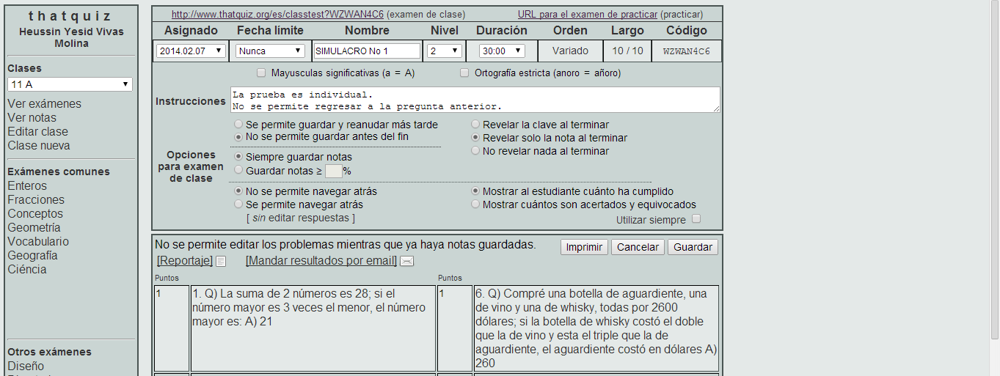 thatquiz
Heussin Yesid Vivas
Molina
Clases
11 A
Ver exámenes
Ver notas
Editar clase
Clase nueva
Exámenes comunes
Enteros
Fracciones
Conceptos
Geometría
Vocabulario
Geografía
Ciéncia
Otros exámenes
Diseño
http://www.thatquiz.org/es/classtest?WZWAN4C6 (examen de clase) URL para el examen de practicar (practicar)
Asignado Fecha límite Nombre Nivel Duración Orden Largo Código
2014.02.07 Nunca SIMULACRO No 1 2 30:00 Variado 10 / 10 WZWAN4C6
Mayusculas significativas (a = A) Ortografía estricta (anoro = añoro)
Instrucciones
La prueba es individual.
No se permite regresar a la pregunta anterior.
Opciones
para examen
de clase
Se permite guardar y reanudar más tarde
No se permite guardar antes del fin
Revelar la clave al terminar
Revelar solo la nota al terminar
No revelar nada al terminar
Siempre guardar notas
Guardar notas ≥ %
No se permite navegar atrás
Se permite navegar atrás
[ sin editar respuestas ]
Mostrar al estudiante cuánto ha cumplido
Mostrar cuántos son acertados y equivocados
Utilizar siempre
No se permite editar los problemas mientras que ya haya notas guardadas.
Imprimir Cancelar Guardar
[Reportaje] [Mandar resultados por email]
Puntos
1
1. Q) La suma de 2 números es 28; si el
número mayor es 3 veces el menor, el número
mayor es: A) 21
Puntos
1
6. Q) Compré una botella de aguardiente, una
de vino y una de whisky, todas por 2600
dólares; si la botella de whisky costó el doble
que la de vino y esta el triple que la de
aguardiente, el aguardiente costó en dólares A)
260